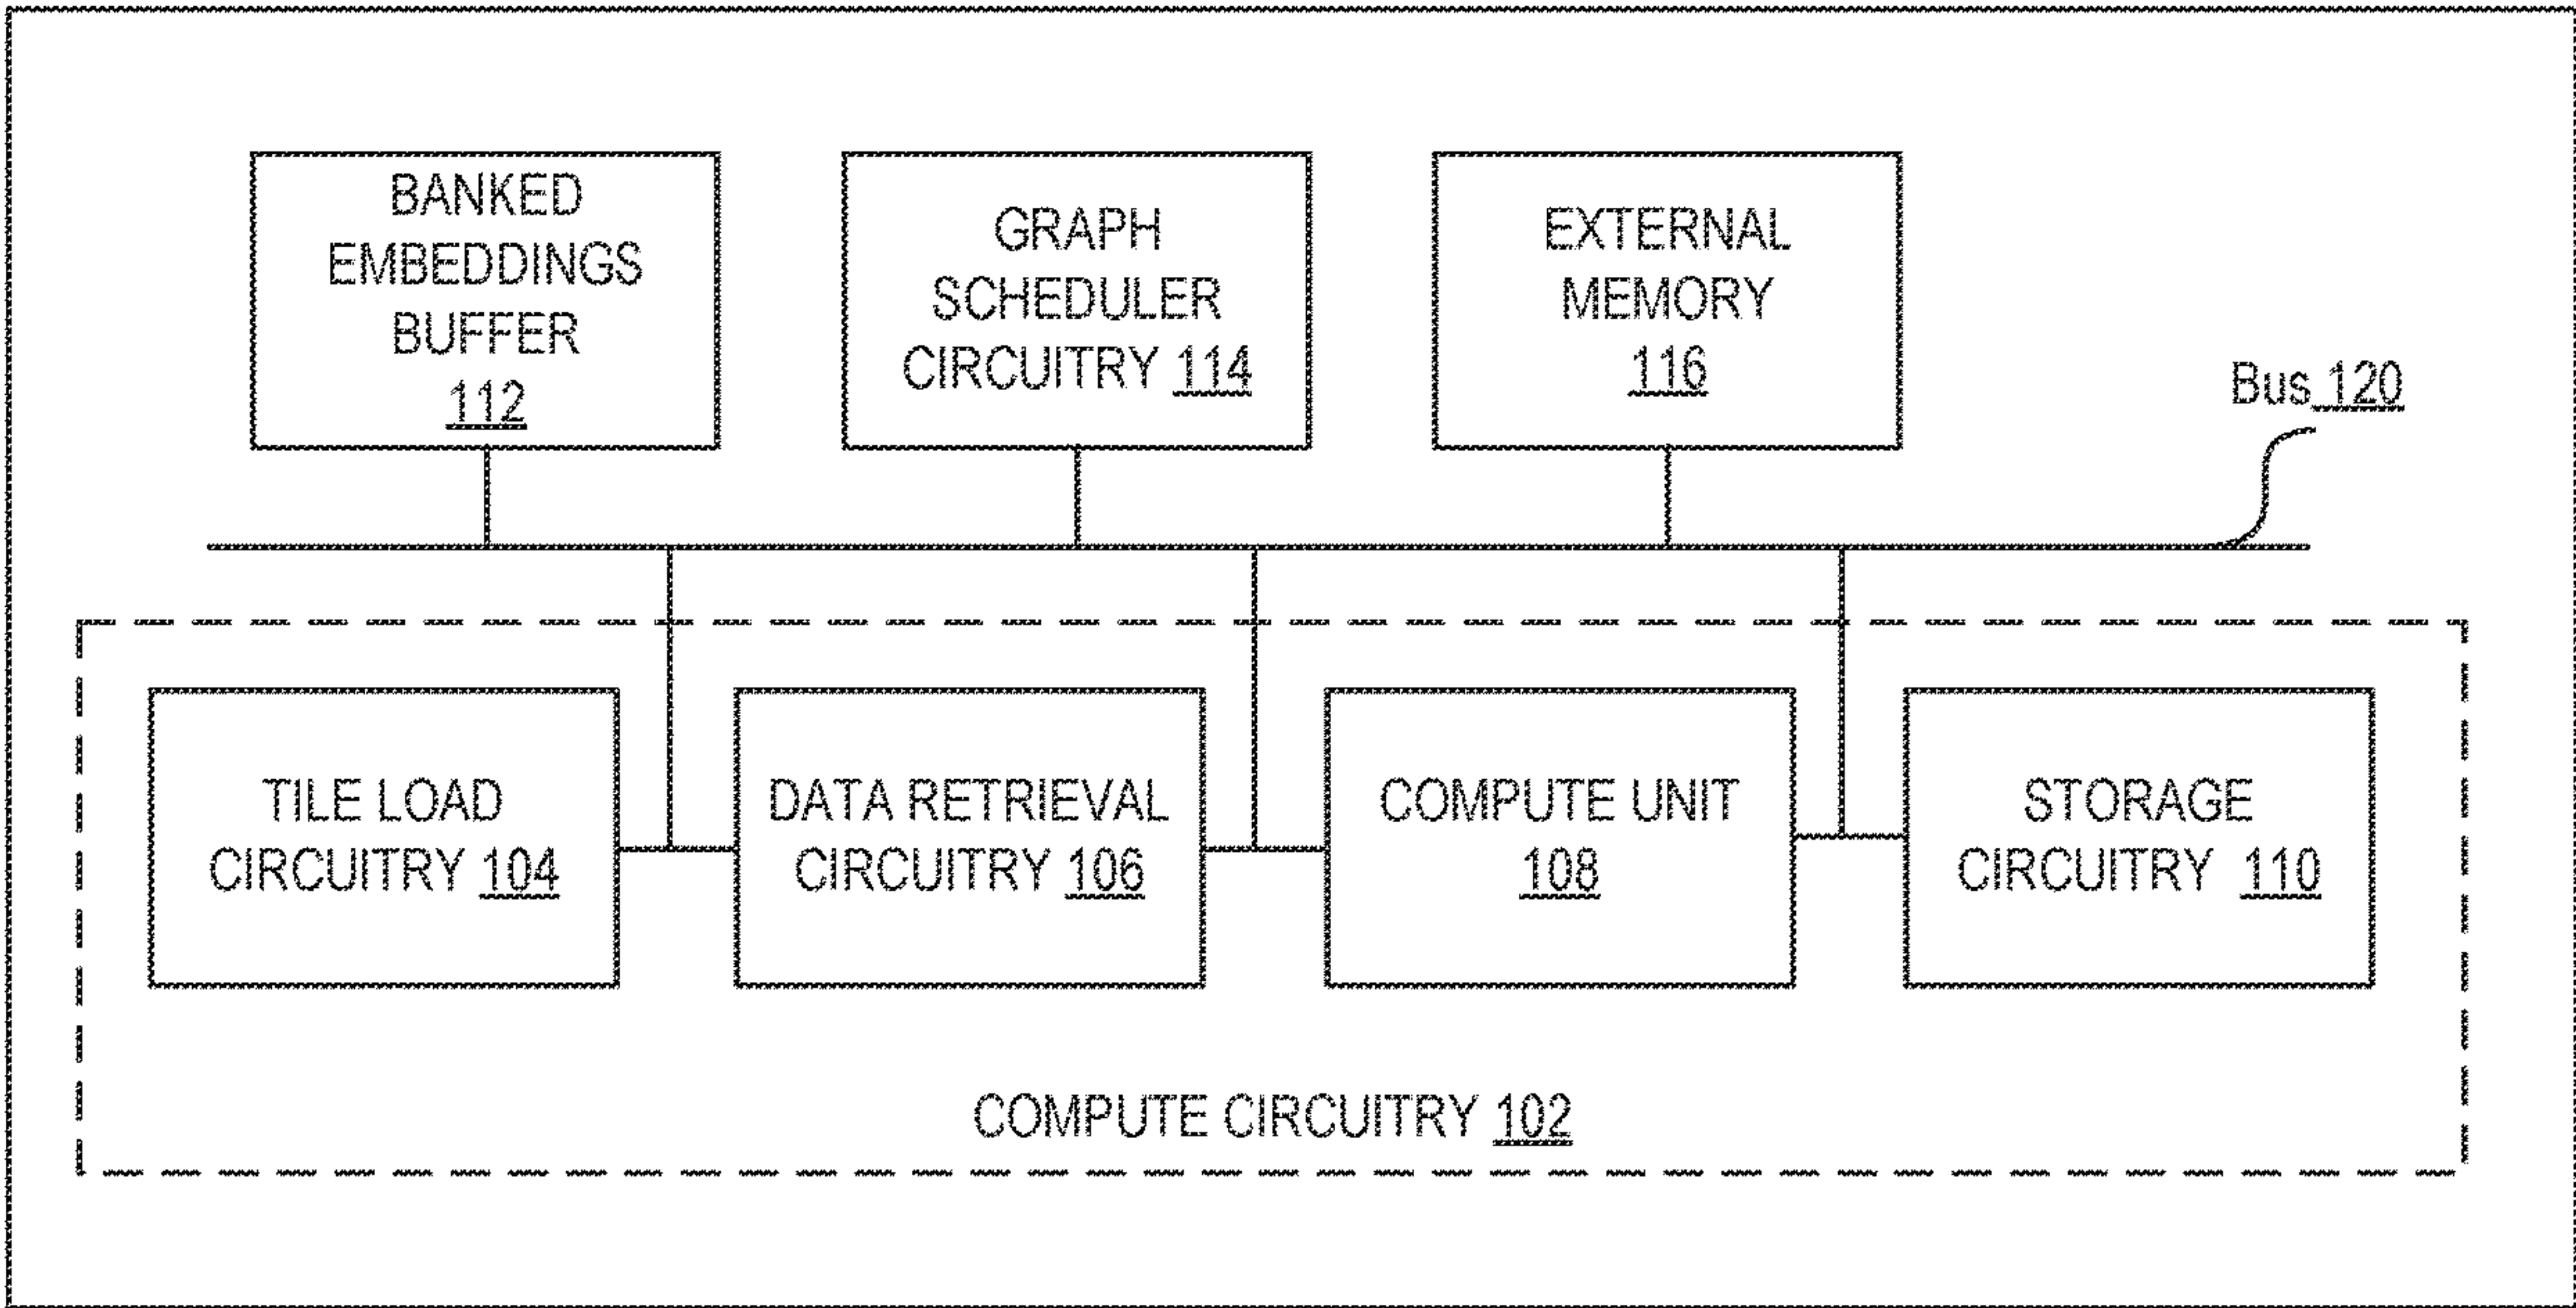 BANKED
EMBEDDINGS
BUFFER
112
GRAPH
SCHEDULER
CIRCUITRY 114
EXTERNAL
MEMORY
116
Bus 120
TILE LOAD
CIRCUITRY 104
DATA RETRIEVAL
CIRCUITRY 106
COMPUTE UNIT
108
STORAGE
CIRCUITRY 110
COMPUTE CIRCUITRY 102